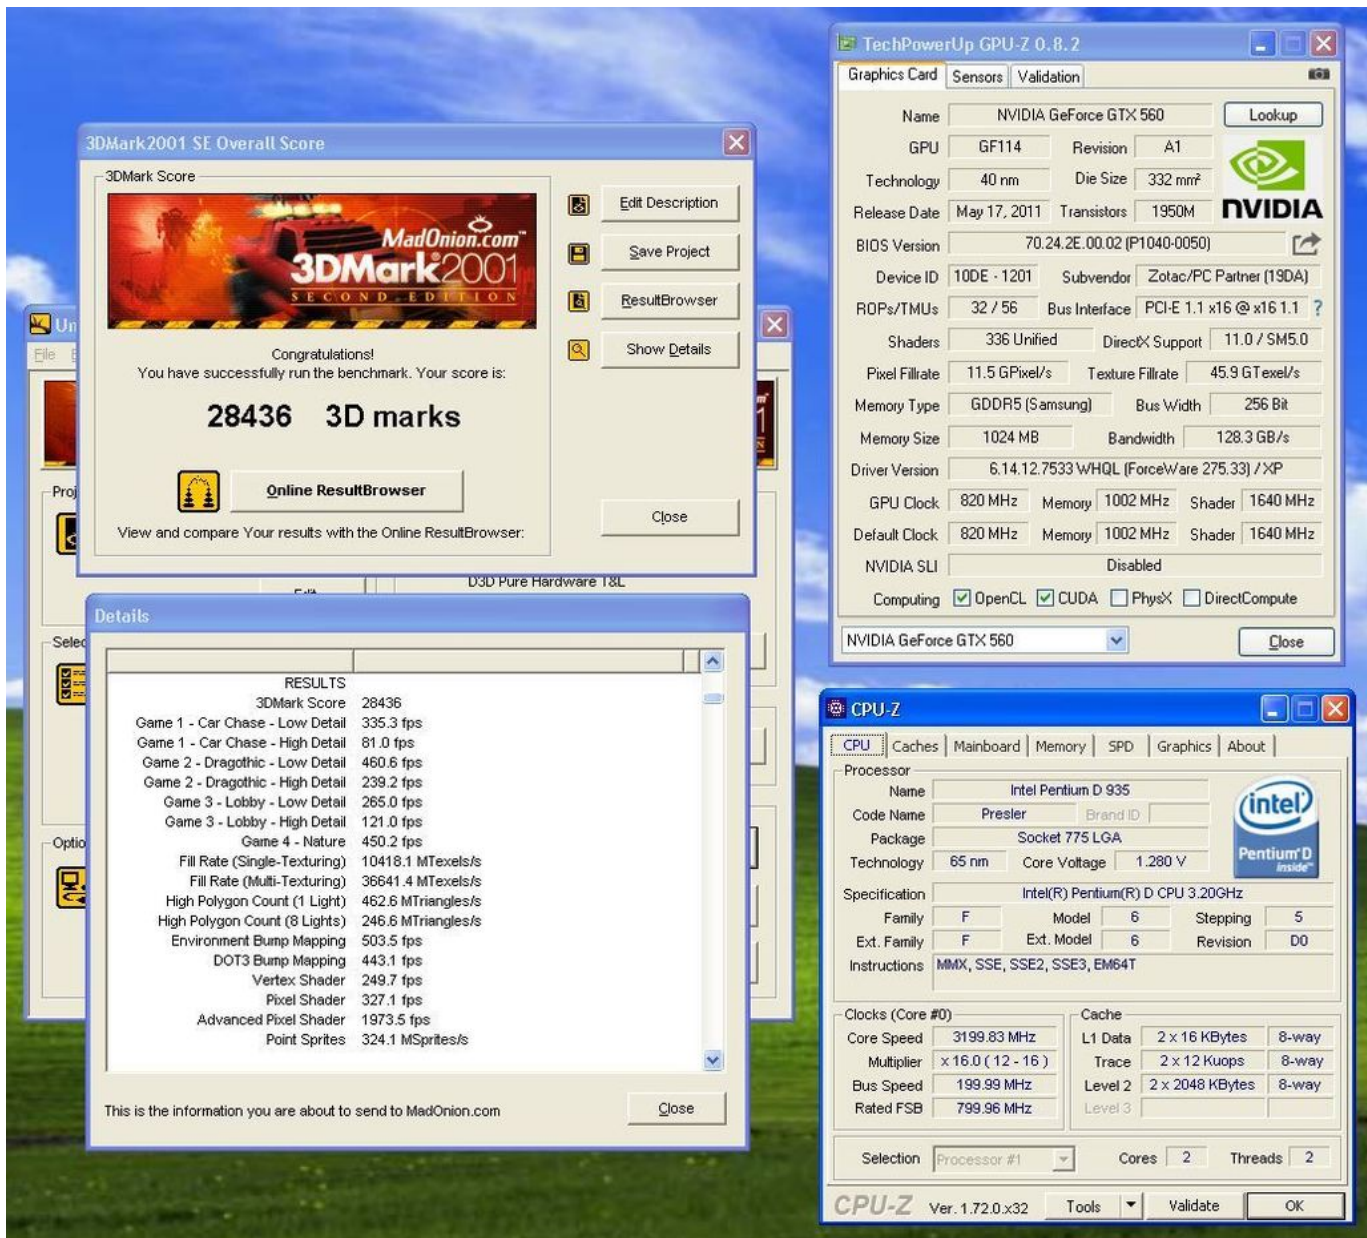 3DMark2001 SE Overall Score
3DMark Score
MadOnion.com™
3DMark®2001
SECOND EDITION
Congratulations!
You have successfully run the benchmark. Your score is:
28436 3D marks
Online ResultBrowser
View and compare Your results with the Online ResultBrowser:
Edit Description
Save Project
ResultBrowser
Show Details
Close
Un
File
Proj
D3D Pure Hardware T&L
Selec
Optio
Details
RESULTS
3DMark Score 28436
Game 1 - Car Chase - Low Detail 335.3 fps
Game 1 - Car Chase - High Detail 81.0 fps
Game 2 - Dragothic - Low Detail 460.6 fps
Game 2 - Dragothic - High Detail 239.2 fps
Game 3 - Lobby - Low Detail 265.0 fps
Game 3 - Lobby - High Detail 121.0 fps
Game 4 - Nature 450.2 fps
Fill Rate (Single-Texturing) 10418.1 MTexels/s
Fill Rate (Multi-Texturing) 36641.4 MTexels/s
High Polygon Count (1 Light) 462.6 MTriangles/s
High Polygon Count (8 Lights) 246.6 MTriangles/s
Environment Bump Mapping 503.5 fps
DOT3 Bump Mapping 443.1 fps
Vertex Shader 249.7 fps
Pixel Shader 327.1 fps
Advanced Pixel Shader 1973.5 fps
Point Sprites 324.1 MSprites/s
This is the information you are about to send to MadOnion.com
Close
TechPowerUp GPU-Z 0.8.2
Graphics Card Sensors Validation
Name NVIDIA GeForce GTX 560 Lookup
GPU GF114 Revision A1
Technology 40 nm Die Size 332 mm²
Release Date May 17, 2011 Transistors 1950M
NVIDIA
BIOS Version 70.24.2E.00.02 (P1040-0050)
Device ID 10DE - 1201 Subvendor Zotac/PC Partner (19DA)
ROPs/TMUs 32 / 56 Bus Interface PCI-E 1.1 x16 @ x16 1.1 ?
Shaders 336 Unified DirectX Support 11.0 / SM5.0
Pixel Fillrate 11.5 GPixel/s Texture Fillrate 45.9 GTexel/s
Memory Type GDDR5 (Samsung) Bus Width 256 Bit
Memory Size 1024 MB Bandwidth 128.3 GB/s
Driver Version 6.14.12.7533 WHQL (ForceWare 275.33) / XP
GPU Clock 820 MHz Memory 1002 MHz Shader 1640 MHz
Default Clock 820 MHz Memory 1002 MHz Shader 1640 MHz
NVIDIA SLI Disabled
Computing OpenCL CUDA PhysX DirectCompute
NVIDIA GeForce GTX 560 Close
CPU-Z
CPU Caches Mainboard Memory SPD Graphics About
Processor
Name Intel Pentium D 935
Code Name Presler Brand ID
Package Socket 775 LGA
Technology 65 nm Core Voltage 1.280 V
intel
Pentium D
inside™
Specification Intel(R) Pentium(R) D CPU 3.20GHz
Family F Model 6 Stepping 5
Ext. Family F Ext. Model 6 Revision D0
Instructions MMX, SSE, SSE2, SSE3, EM64T
Clocks (Core #0)
Core Speed 3199.83 MHz
Multiplier x 16.0 ( 12 - 16 )
Bus Speed 199.99 MHz
Rated FSB 799.96 MHz
Cache
L1 Data 2 x 16 KBytes 8-way
Trace 2 x 12 Kuops 8-way
Level 2 2 x 2048 KBytes 8-way
Level 3
Selection Processor #1 Cores 2 Threads 2
CPU-Z Ver. 1.72.0.x32 Tools Validate OK